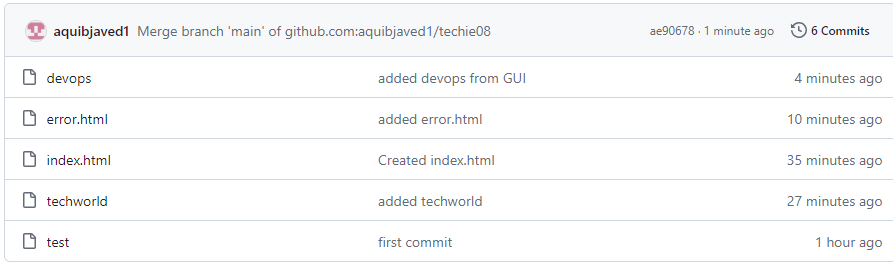 aquibjaved1 Merge branch 'main' of github.com:aquibjaved1/techie08 ae90678 · 1 minute ago 6 Commits
devops added devops from GUI 4 minutes ago
error.html added error.html 10 minutes ago
index.html Created index.html 35 minutes ago
techworld added techworld 27 minutes ago
test first commit 1 hour ago